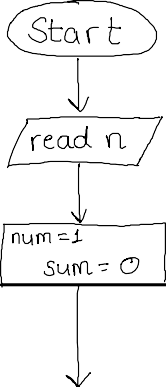 Start
read n
num=1
sum = 0